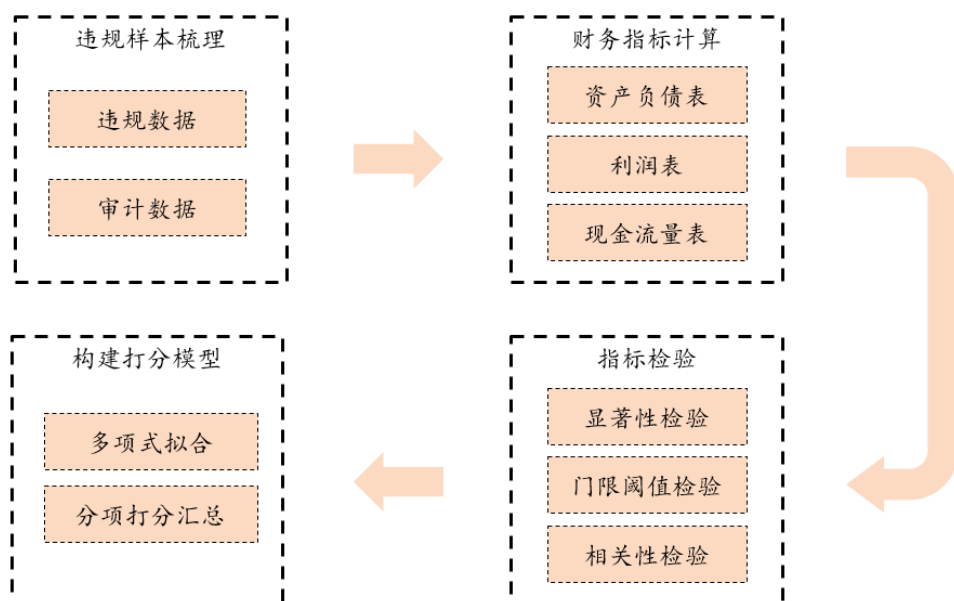 违规样本梳理
违规数据
审计数据
财务指标计算
资产负债表
利润表
现金流量表
指标检验
显著性检验
门限阈值检验
相关性检验
构建打分模型
多项式拟合
分项打分汇总